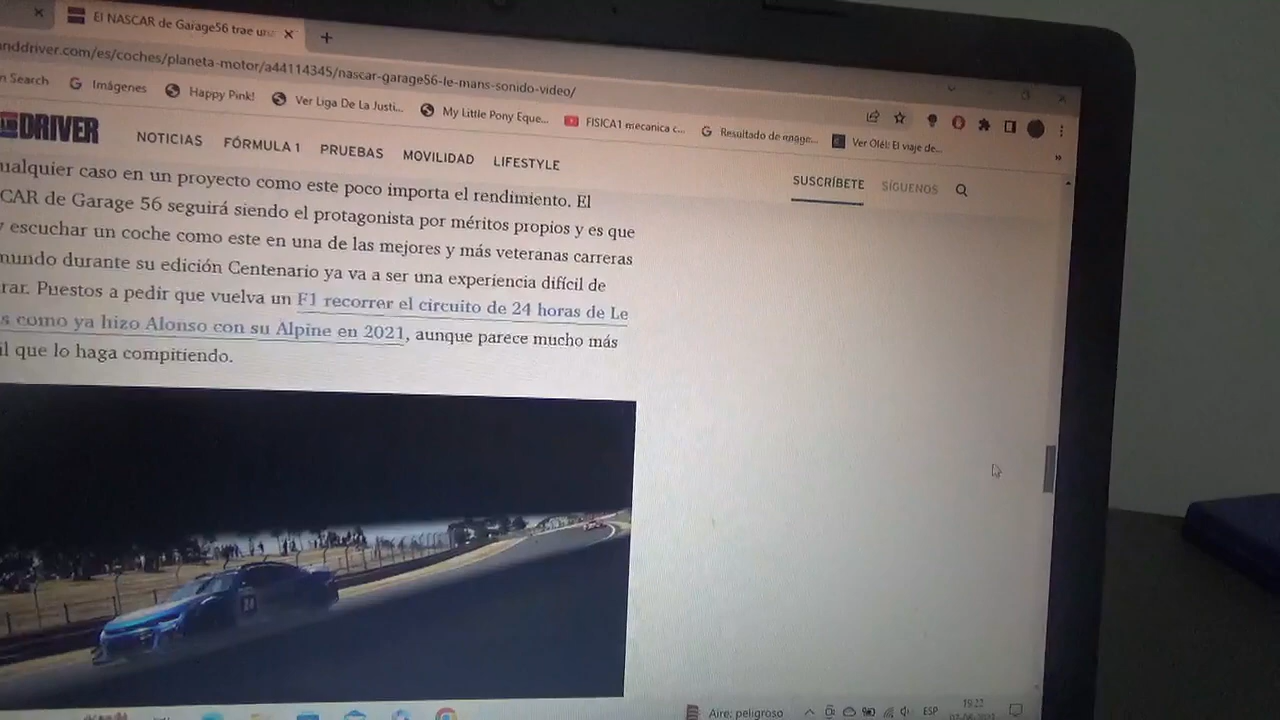 El NASCAR de Garage56 trae un
nddriver.com/es/coches/planeta-motor/a44114345/nascar-garage56-le-mans-sonido-video/
n Search
Imágenes
Happy Pink!
Ver Liga De La Justi...
My Little Pony Eque...
FISICA1 mecanica c...
Resultado de image...
Ver Olé!: El viaje de...
DRIVER
NOTICIAS
FÓRMULA 1
PRUEBAS
MOVILIDAD
LIFESTYLE
SUSCRÍBETE
SÍGUENOS
ualquier caso en un proyecto como este poco importa el rendimiento. El
CAR de Garage 56 seguirá siendo el protagonista por méritos propios y es que
y escuchar un coche como este en una de las mejores y más veteranas carreras
mundo durante su edición Centenario ya va a ser una experiencia difícil de
rar. Puestos a pedir que vuelva un F1 recorrer el circuito de 24 horas de Le
s como ya hizo Alonso con su Alpine en 2021, aunque parece mucho más
il que lo haga compitiendo.
24
Aire: peligroso
ESP
19:22